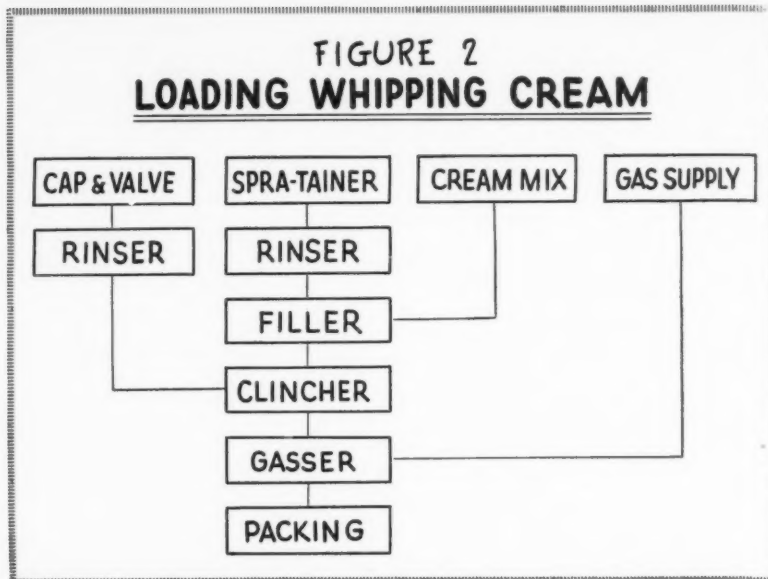 FIGURE 2
LOADING WHIPPING CREAM
CAP & VALVE
SPRA-TAINER
CREAM MIX
GAS SUPPLY
RINSER
RINSER
FILLER
CLINCHER
GASSER
PACKING